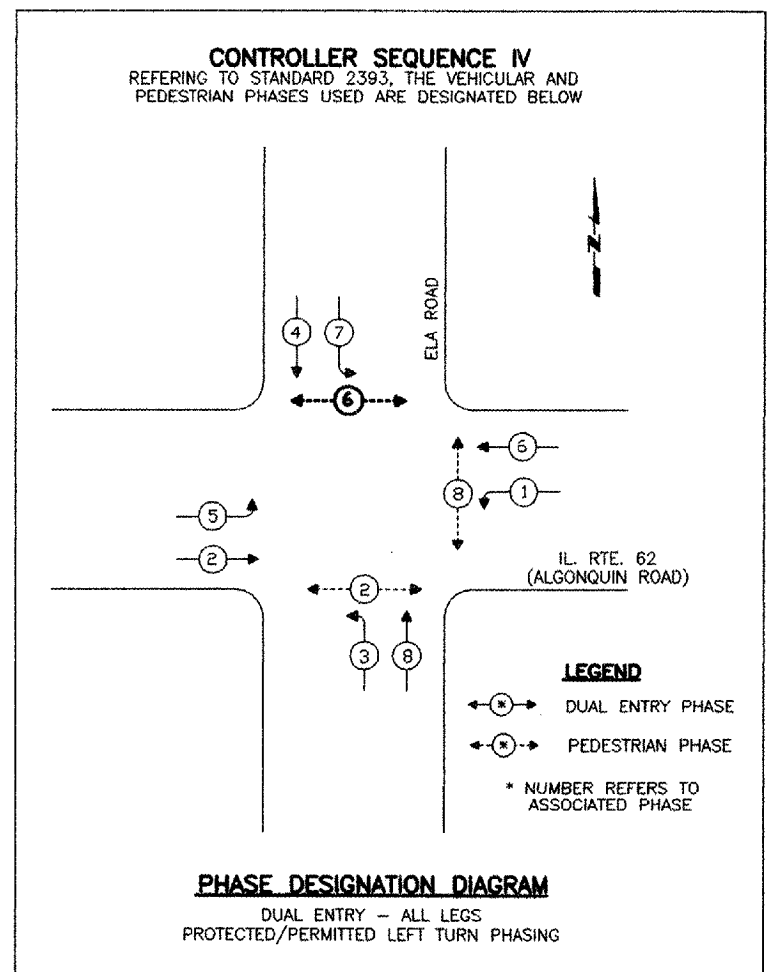 CONTROLLER SEQUENCE IV
REFERING TO STANDARD 2393, THE VEHICULAR AND
PEDESTRIAN PHASES USED ARE DESIGNATED BELOW
N
ELA ROAD
4
7
6
6
8
1
5
2
IL. RTE. 62
(ALGONQUIN ROAD)
2
3
8
LEGEND
* DUAL ENTRY PHASE
* PEDESTRIAN PHASE
* NUMBER REFERS TO
ASSOCIATED PHASE
PHASE DESIGNATION DIAGRAM
DUAL ENTRY – ALL LEGS
PROTECTED/PERMITTED LEFT TURN PHASING